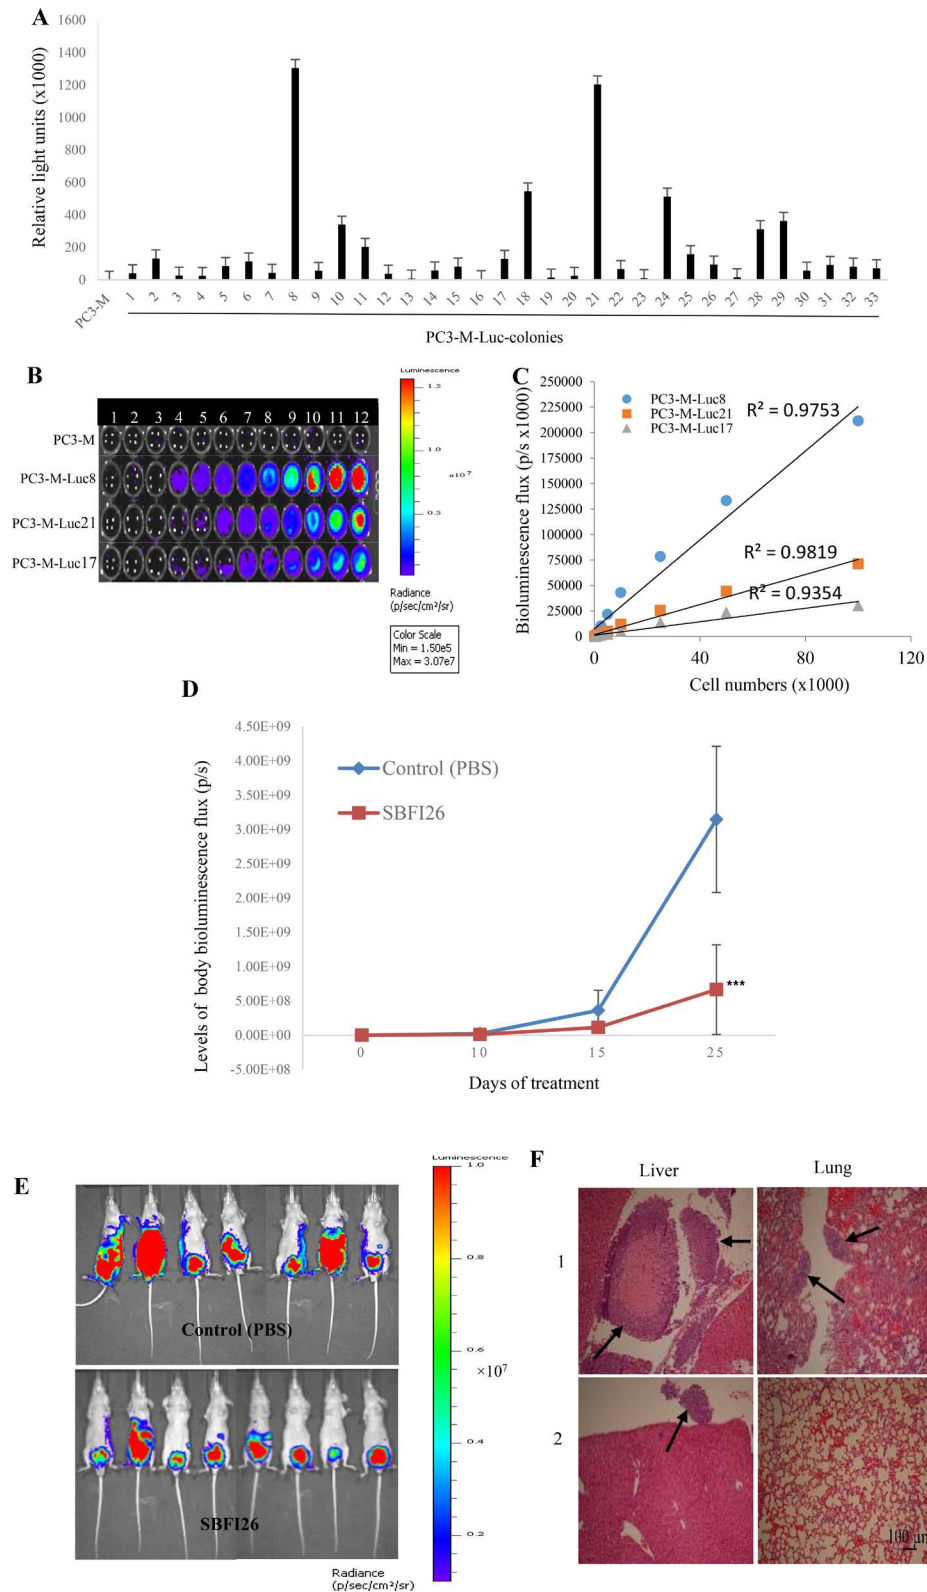 A
Relative light units (x1000)
1600
1400
1200
1000
800
600
400
200
0
PC3-M 1 2 3 4 5 6 7 8 9 10 11 12 13 14 15 16 17 18 19 20 21 22 23 24 25 26 27 28 29 30 31 32 33
PC3-M-Luc-colonies
B
1 2 3 4 5 6 7 8 9 10 11 12
PC3-M
PC3-M-Luc8
PC3-M-Luc21
PC3-M-Luc17
Luminescence
1.5
1.0
×10⁷
0.5
Radiance
(p/sec/cm²/sr)
Color Scale
Min = 1.50e5
Max = 3.07e7
C
Bioluminescence flux (p/s x1000)
250000
225000
200000
175000
150000
125000
100000
75000
50000
25000
0
PC3-M-Luc8
PC3-M-Luc21
PC3-M-Luc17
R² = 0.9753
R² = 0.9819
R² = 0.9354
0 40 80 120
Cell numbers (x1000)
D
Levels of body bioluminescence flux (p/s)
4.50E+09
4.00E+09
3.50E+09
3.00E+09
2.50E+09
2.00E+09
1.50E+09
1.00E+09
5.00E+08
0.00E+00
-5.00E+08
Control (PBS)
SBFI26
***
0 10 15 25
Days of treatment
E
Control (PBS)
SBFI26
Luminescence
1.0
0.8
0.6
×10⁷
0.4
0.2
Radiance
(p/sec/cm²/sr)
F
Liver Lung
1
2
100 µm